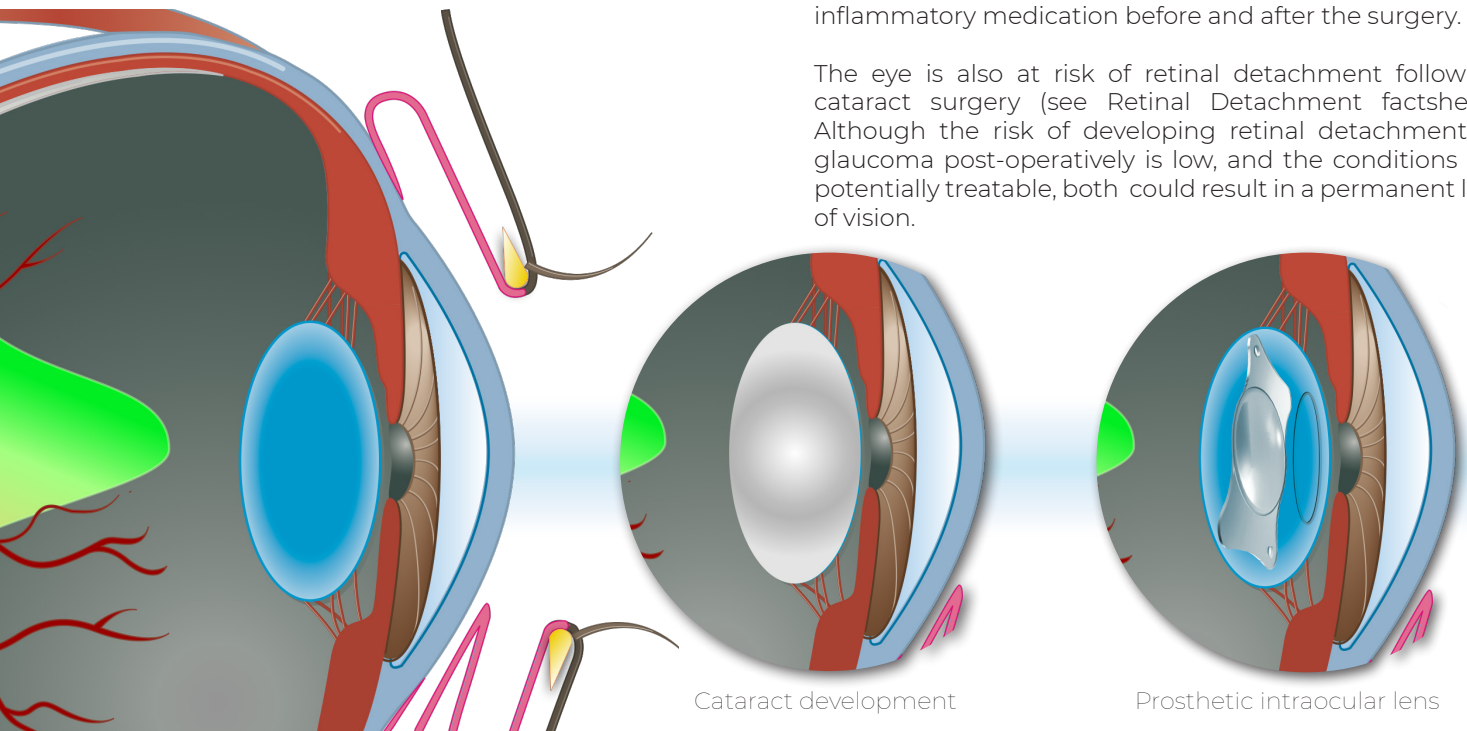 inflammatory medication before and after the surgery.
The eye is also at risk of retinal detachment follow
cataract surgery (see Retinal Detachment factshe
Although the risk of developing retinal detachment
glaucoma post-operatively is low, and the conditions
potentially treatable, both could result in a permanent l
of vision.
Cataract development
Prosthetic intraocular lens